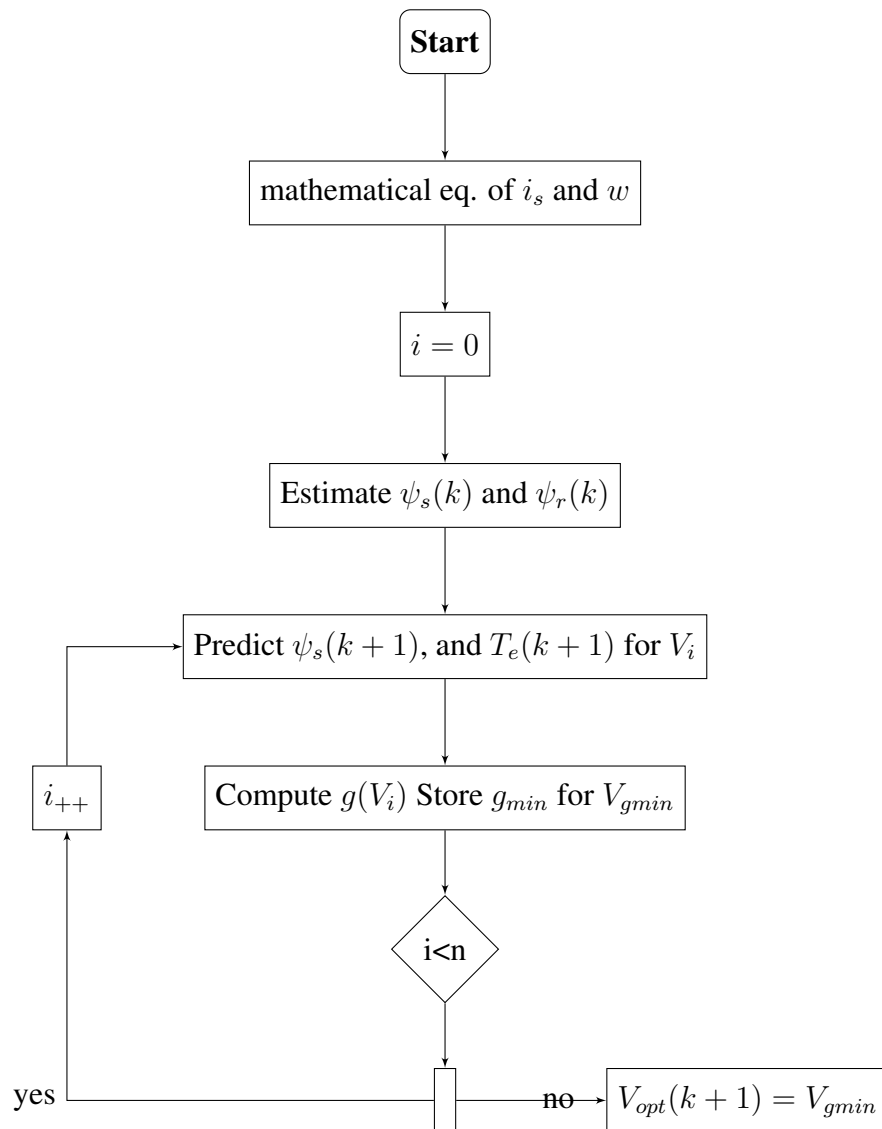 Start
mathematical eq. of i_s and w
i = 0
Estimate ψ_s(k) and ψ_r(k)
Predict ψ_s(k + 1), and T_e(k + 1) for V_i
i_{++}
Compute g(V_i) Store g_{min} for V_{gmin}
i<n
yes
no
V_{opt}(k + 1) = V_{gmin}